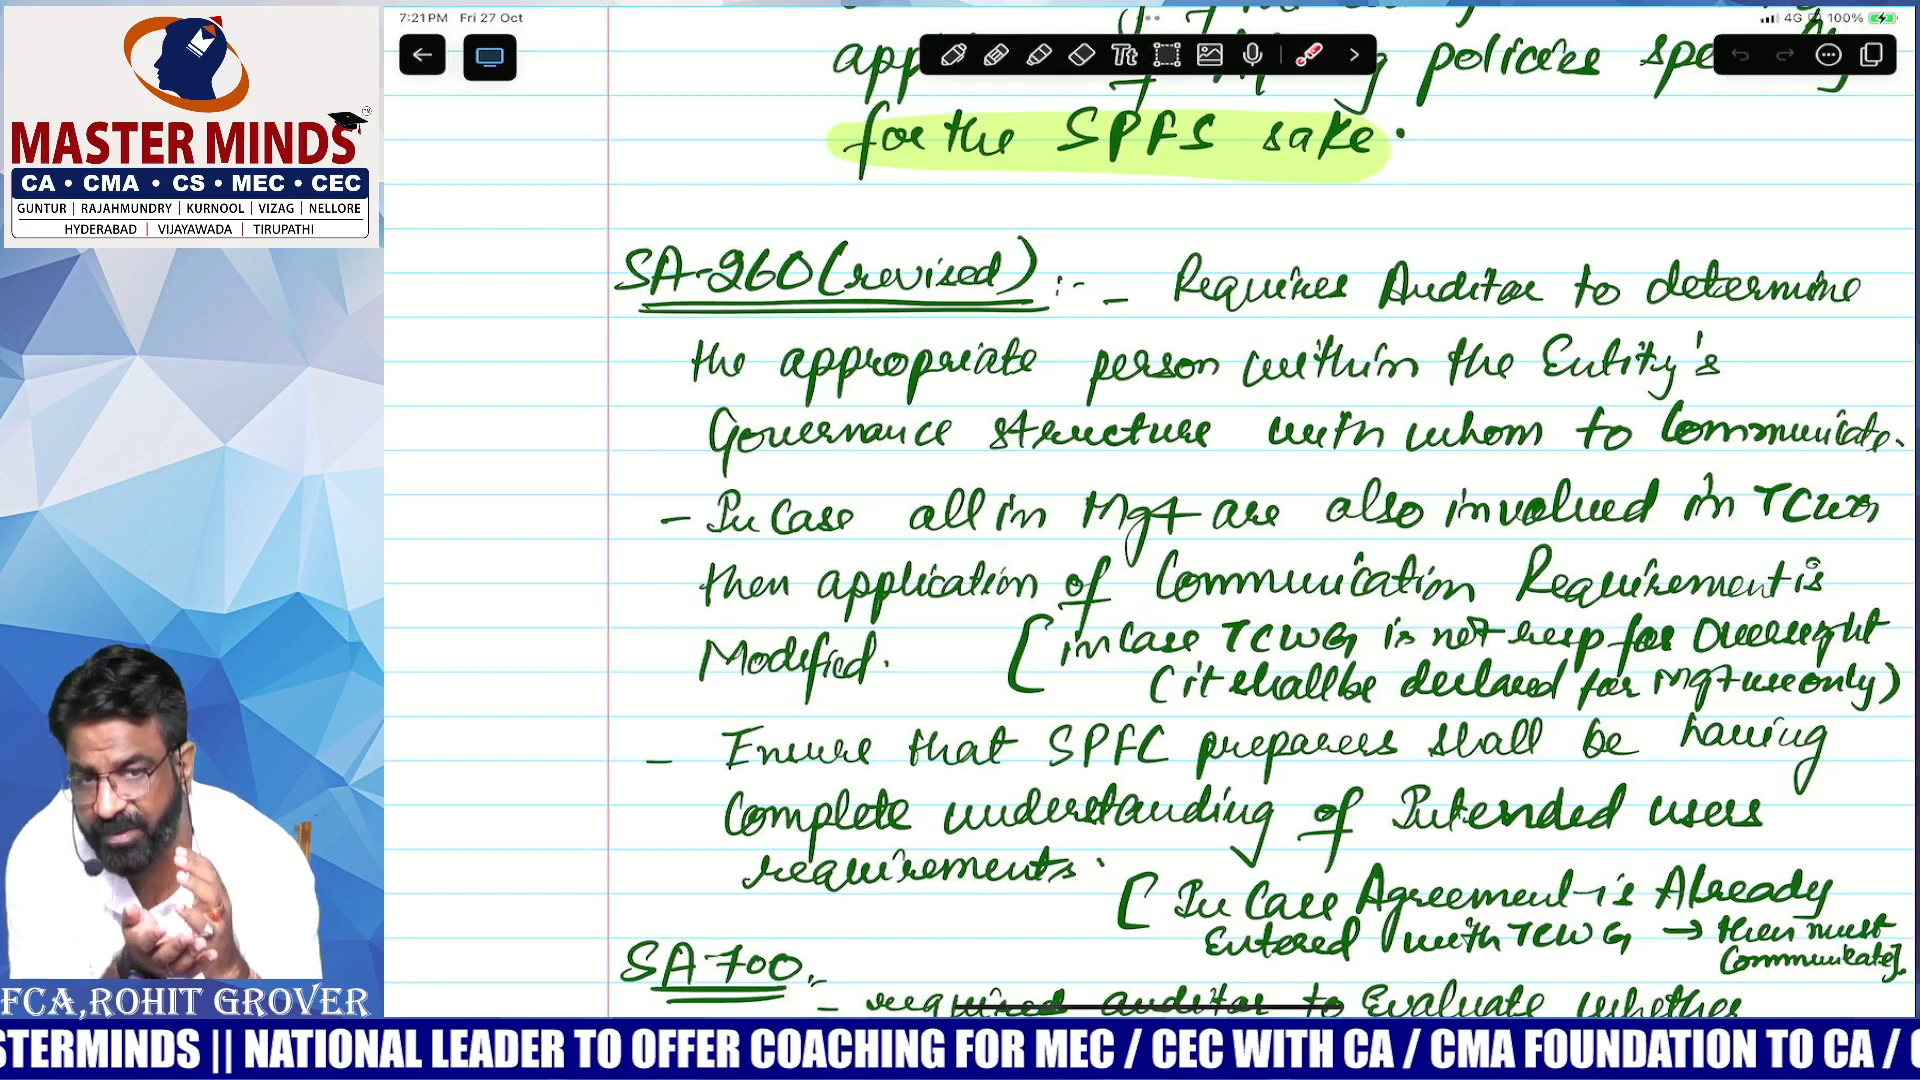 7:21 PM Fri 27 Oct
4G 100%
Tt
policies
for the SPFS sake.
MASTER MINDS
TM
CA • CMA • CS • MEC • CEC
GUNTUR | RAJAHMUNDRY | KURNOOL | VIZAG | NELLORE
HYDERABAD | VIJAYAWADA | TIRUPATHI
SA-260 (revised) :- - Requires Auditor to determine
the appropriate person within the Entity's
Governance structure with whom to Communicate.
- In Case all in Mgt are also involved in TCWG
then application of Communication Requirement is
Modified. [in Case TCWG is not resp for Oversight
(it shall be declared for Mgt use only)
- Ensure that SPFC preparers shall be having
Complete understanding of Intended users
requirements. [In Case Agreement is Already
Entered with TCWG → then must
Communicate].
SA 700 :-
- required auditor to Evaluate whether
FCA,ROHIT GROVER
STERMINDS || NATIONAL LEADER TO OFFER COACHING FOR MEC / CEC WITH CA / CMA FOUNDATION TO CA /